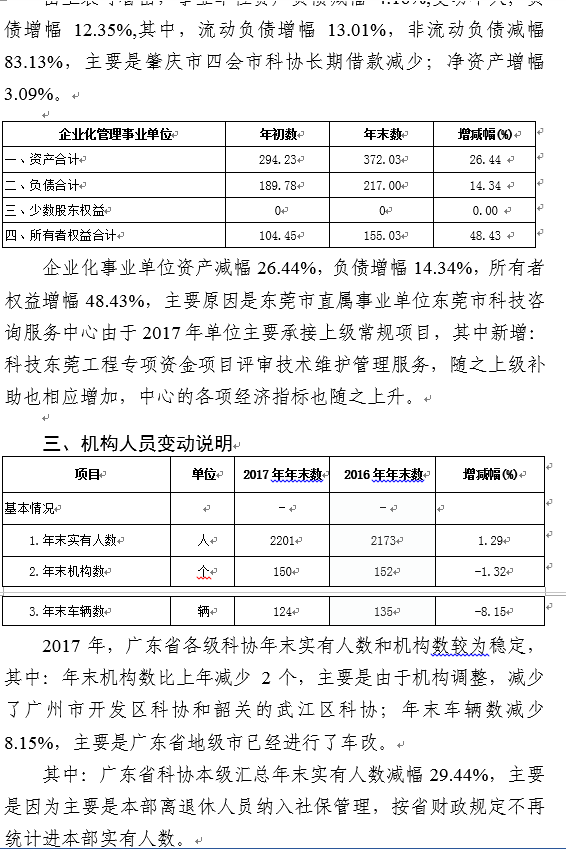 债增幅 12.35%,其中，流动负债增幅 13.01%，非流动负债减幅
83.13%，主要是肇庆市四会市科协长期借款减少；净资产增幅
3.09%。
企业化管理事业单位 年初数 年末数 增减幅(%)
一、资产合计 294.23 372.03 26.44
二、负债合计 189.78 217.00 14.34
三、少数股东权益 0 0 0.00
四、所有者权益合计 104.45 155.03 48.43
企业化事业单位资产减幅 26.44%，负债增幅 14.34%，所有者
权益增幅 48.43%，主要原因是东莞市直属事业单位东莞市科技咨
询服务中心由于 2017 年单位主要承接上级常规项目，其中新增：
科技东莞工程专项资金项目评审技术维护管理服务，随之上级补
助也相应增加，中心的各项经济指标也随之上升。
三、机构人员变动说明
项目 单位 2017 年年末数 2016 年年末数 增减幅(%)
基本情况 - -
1.年末实有人数 人 2201 2173 1.29
2.年末机构数 个 150 152 -1.32
3.年末车辆数 辆 124 135 -8.15
2017 年，广东省各级科协年末实有人数和机构数较为稳定，
其中：年末机构数比上年减少 2 个，主要是由于机构调整，减少
了广州市开发区科协和韶关的武江区科协；年末车辆数减少
8.15%，主要是广东省地级市已经进行了车改。
其中：广东省科协本级汇总年末实有人数减幅 29.44%，主要
是因为主要是本部离退休人员纳入社保管理，按省财政规定不再
统计进本部实有人数。